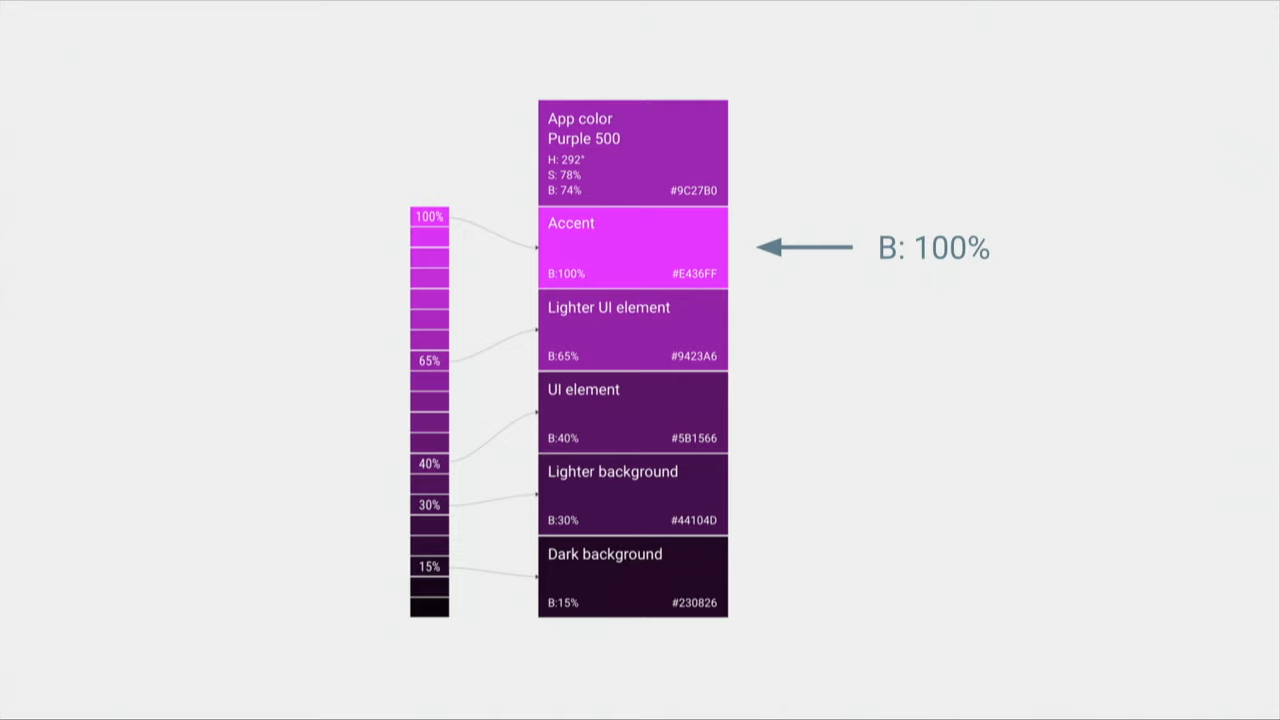 App color
Purple 500
H: 292°
S: 78%
B: 74% #9C27B0
100%
Accent
B:100% #E436FF
B: 100%
Lighter UI element
65%
B:65% #9423A6
UI element
40%
B:40% #5B1566
Lighter background
30%
B:30% #44104D
Dark background
15%
B:15% #230826